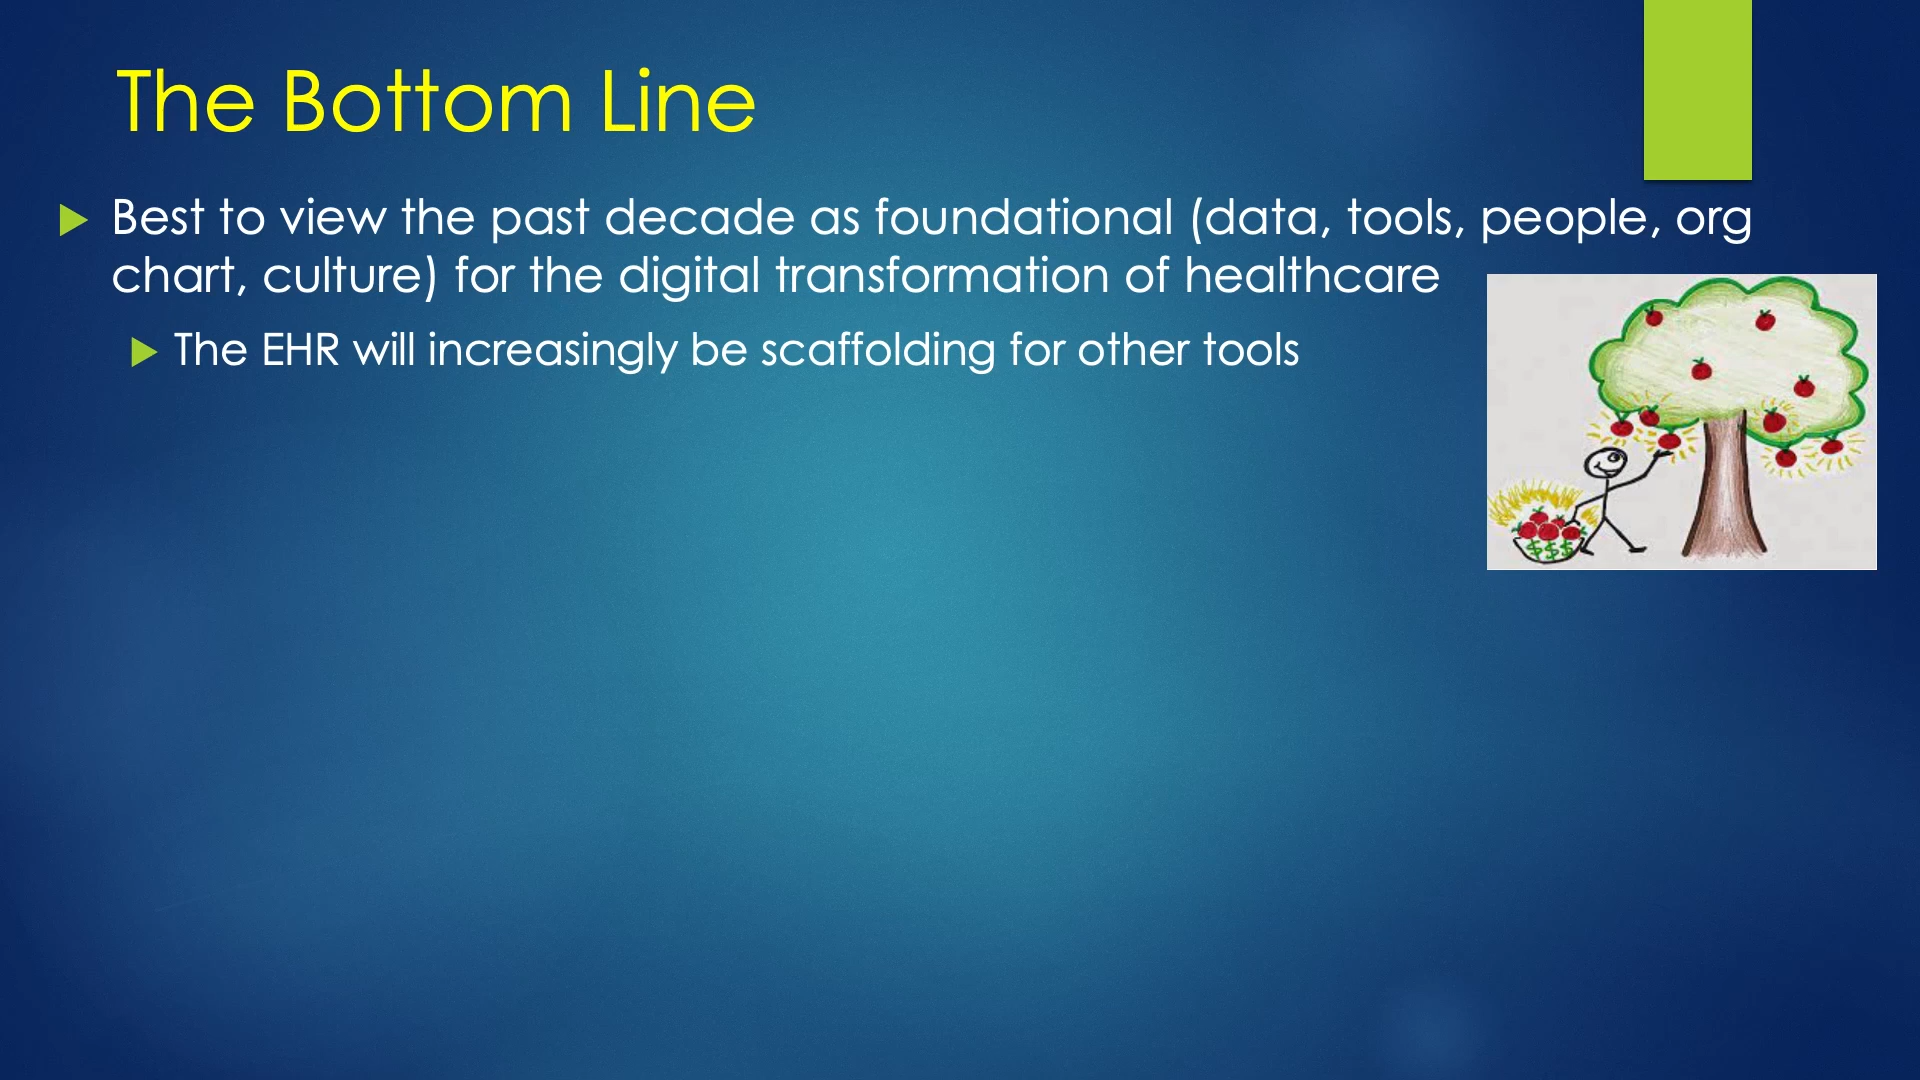 The Bottom Line
Best to view the past decade as foundational (data, tools, people, org
chart, culture) for the digital transformation of healthcare
The EHR will increasingly be scaffolding for other tools
$$$